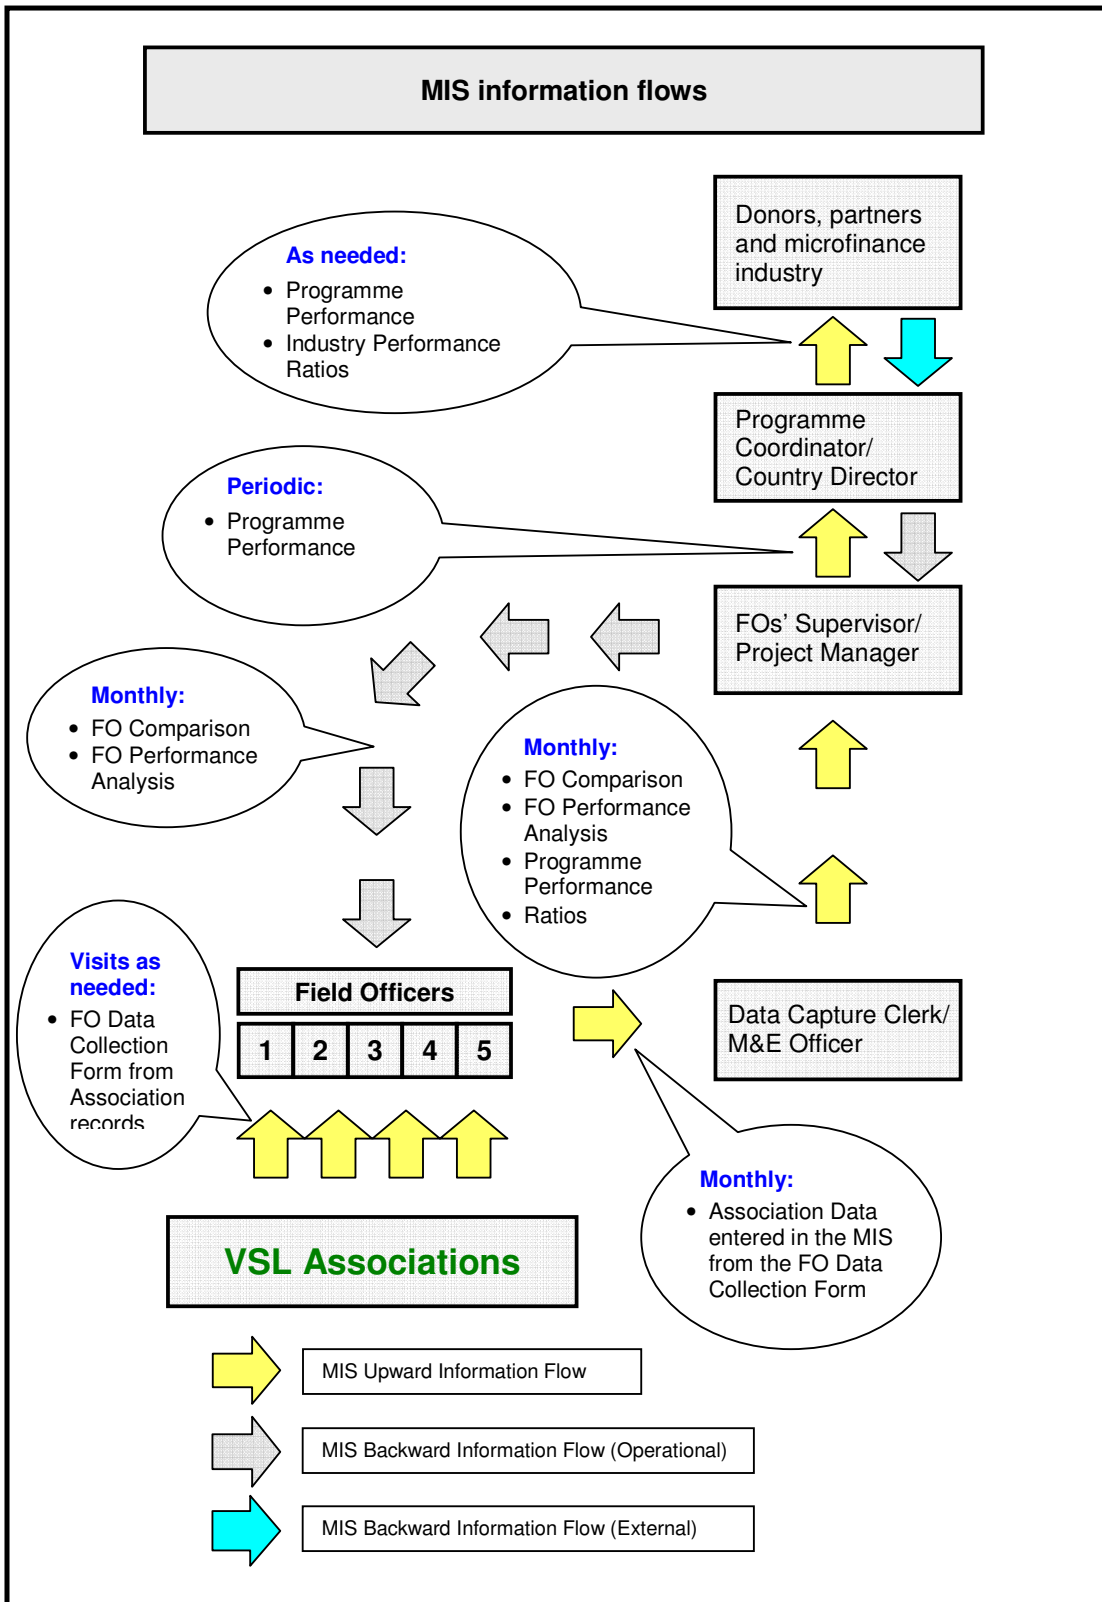 MIS information flows
Donors, partners
and microfinance
industry
As needed:
• Programme
Performance
• Industry Performance
Ratios
Programme
Coordinator/
Country Director
Periodic:
• Programme
Performance
FOs' Supervisor/
Project Manager
Monthly:
• FO Comparison
• FO Performance
Analysis
Monthly:
• FO Comparison
• FO Performance
Analysis
• Programme
Performance
• Ratios
Visits as
needed:
• FO Data
Collection
Form from
Association
records
Field Officers
1 2 3 4 5
Data Capture Clerk/
M&E Officer
Monthly:
• Association Data
entered in the MIS
from the FO Data
Collection Form
VSL Associations
MIS Upward Information Flow
MIS Backward Information Flow (Operational)
MIS Backward Information Flow (External)